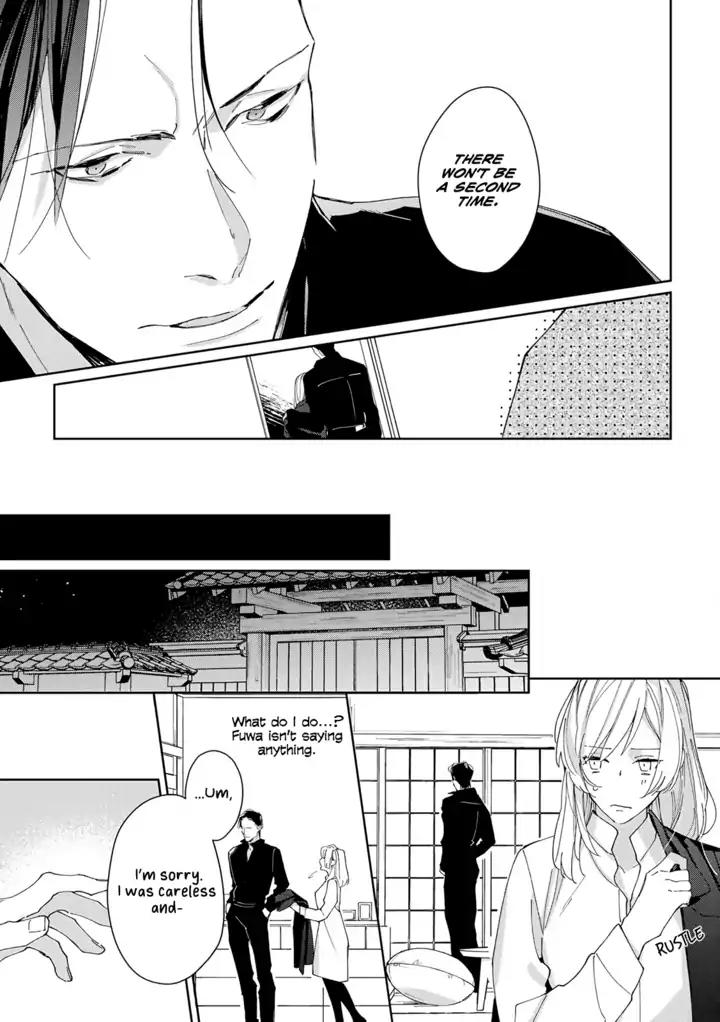 THERE
WON'T BE
A SECOND
TIME.
RUSTLE
What do I do...?
Fuwa isn't saying
anything.
...Um,
I'm sorry.
I was careless
and-